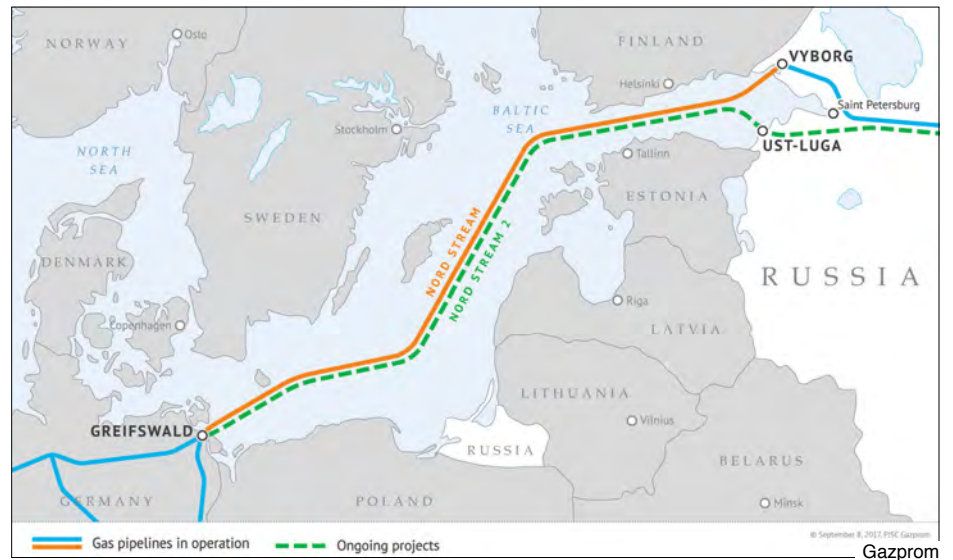 NORWAY
Oslo
FINLAND
VYBORG
Helsinki
Saint Petersburg
BALTIC
SEA
Stockholm
UST-LUGA
NORTH
SEA
Tallinn
ESTONIA
SWEDEN
NORD STREAM
NORD STREAM 2
DENMARK
RUSSIA
Riga
Copenhagen
LATVIA
LITHUANIA
GREIFSWALD
Vilnius
RUSSIA
BELARUS
GERMANY
POLAND
Minsk
Gas pipelines in operation
Ongoing projects
© September 8, 2017, PJSC Gazprom
Gazprom